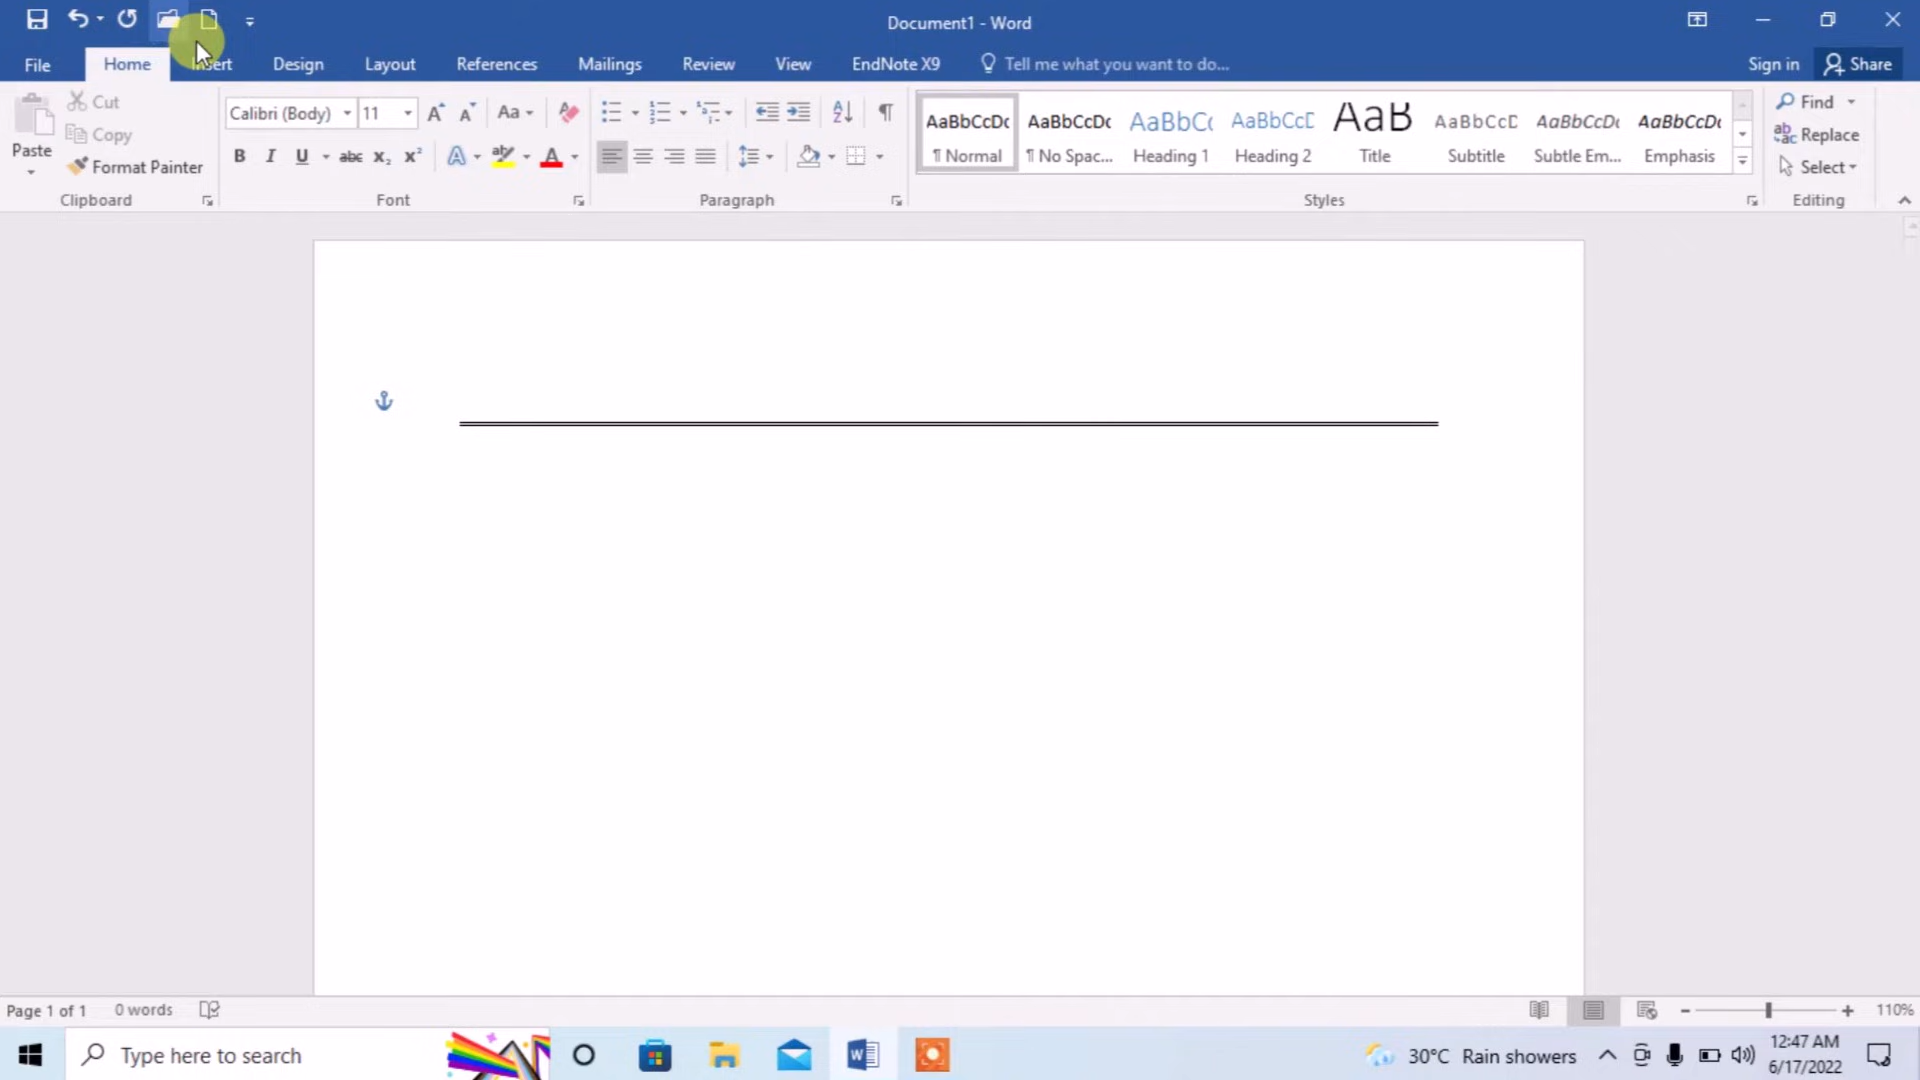 Document1 - Word
File
Home
Insert
Design
Layout
References
Mailings
Review
View
EndNote X9
Tell me what you want to do...
Sign in
Share
Paste
Cut
Copy
Format Painter
Clipboard
Calibri (Body)
11
Aa
B I U abc X₂ X²
A
Font
Paragraph
AaBbCcDc
¶ Normal
AaBbCcDc
¶ No Spac...
AaBbC(
Heading 1
AaBbCcC
Heading 2
AaB
Title
AaBbCcC
Subtitle
AaBbCcDc
Subtle Em...
AaBbCcDc
Emphasis
Styles
Find
Replace
Select
Editing
Page 1 of 1
0 words
110%
Type here to search
30°C Rain showers
12:47 AM
6/17/2022